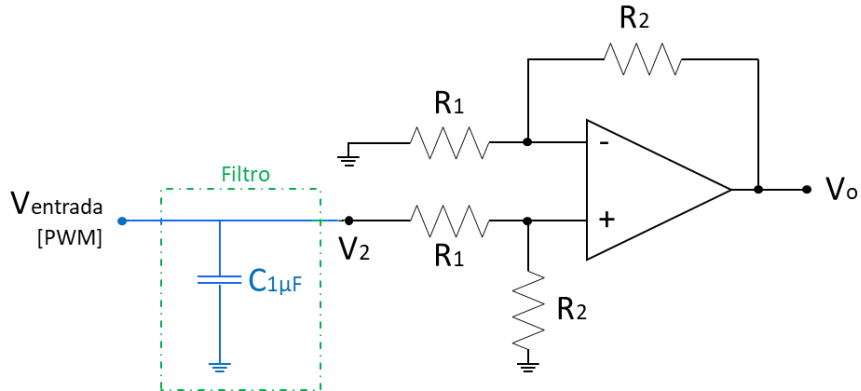 R2
R1
Filtro
-
Ventrada
[PWM]
Vo
V2
R1
+
C1µF
R2